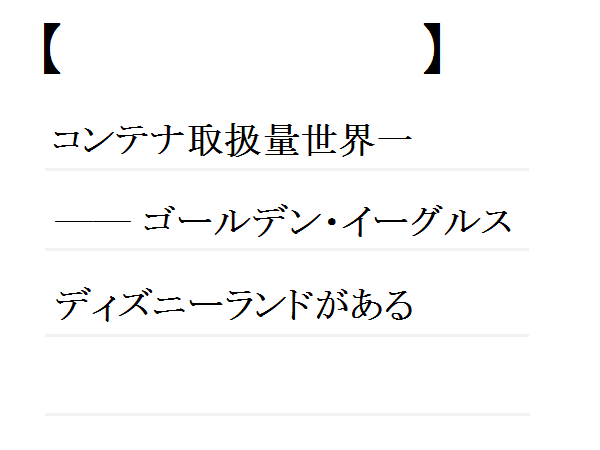 【　　　　　　　　　】
コンテナ取扱量世界一
―― ゴールデン・イーグルス
ディズニーランドがある